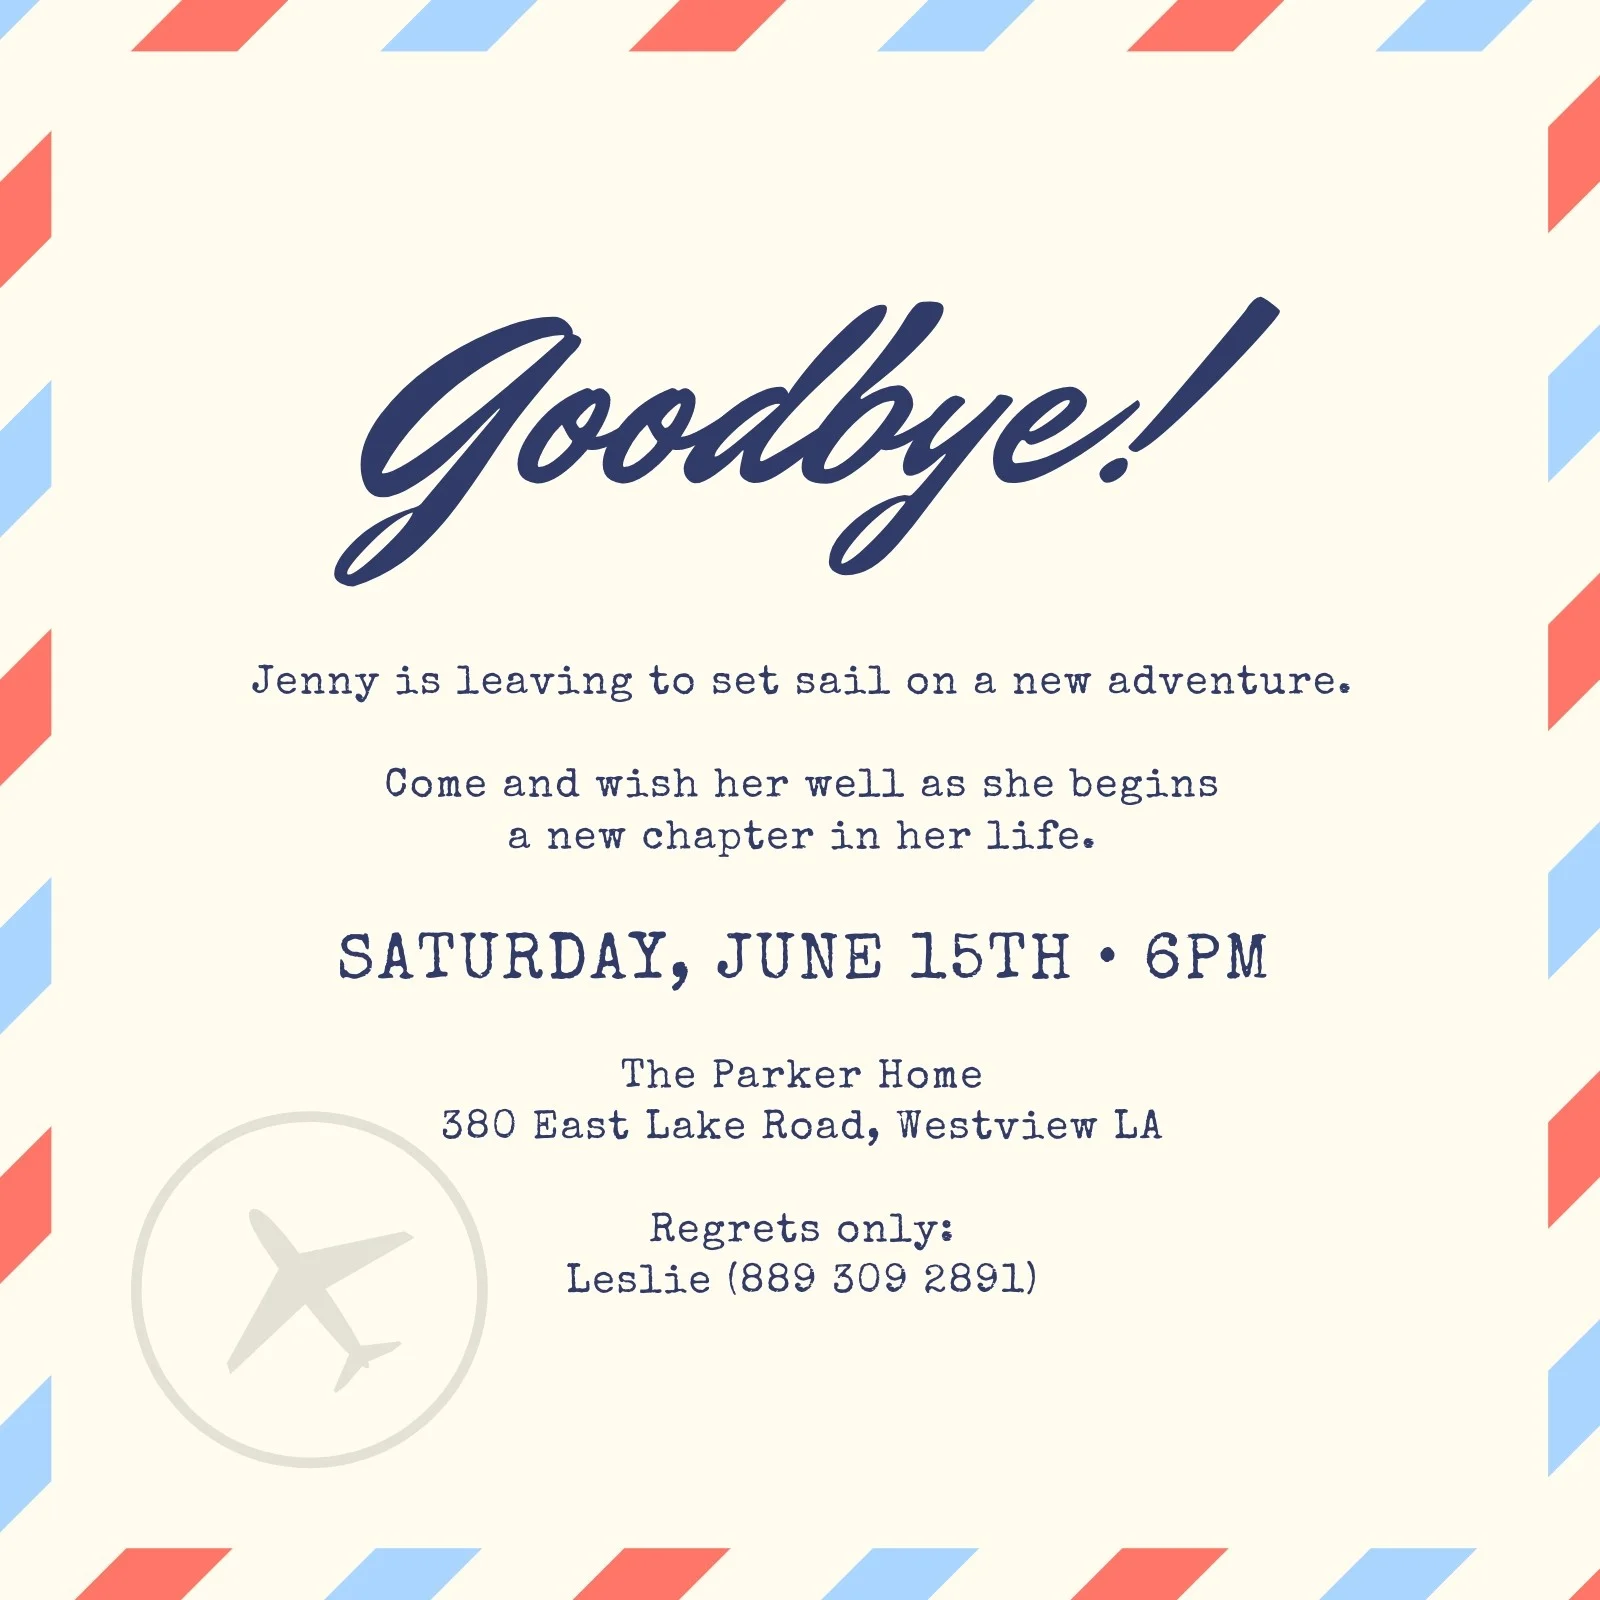 Goodbye!
Jenny is leaving to set sail on a new adventure.
Come and wish her well as she begins
a new chapter in her life.
SATURDAY, JUNE 15TH • 6PM
The Parker Home
380 East Lake Road, Westview LA
Regrets only:
Leslie (889 309 2891)